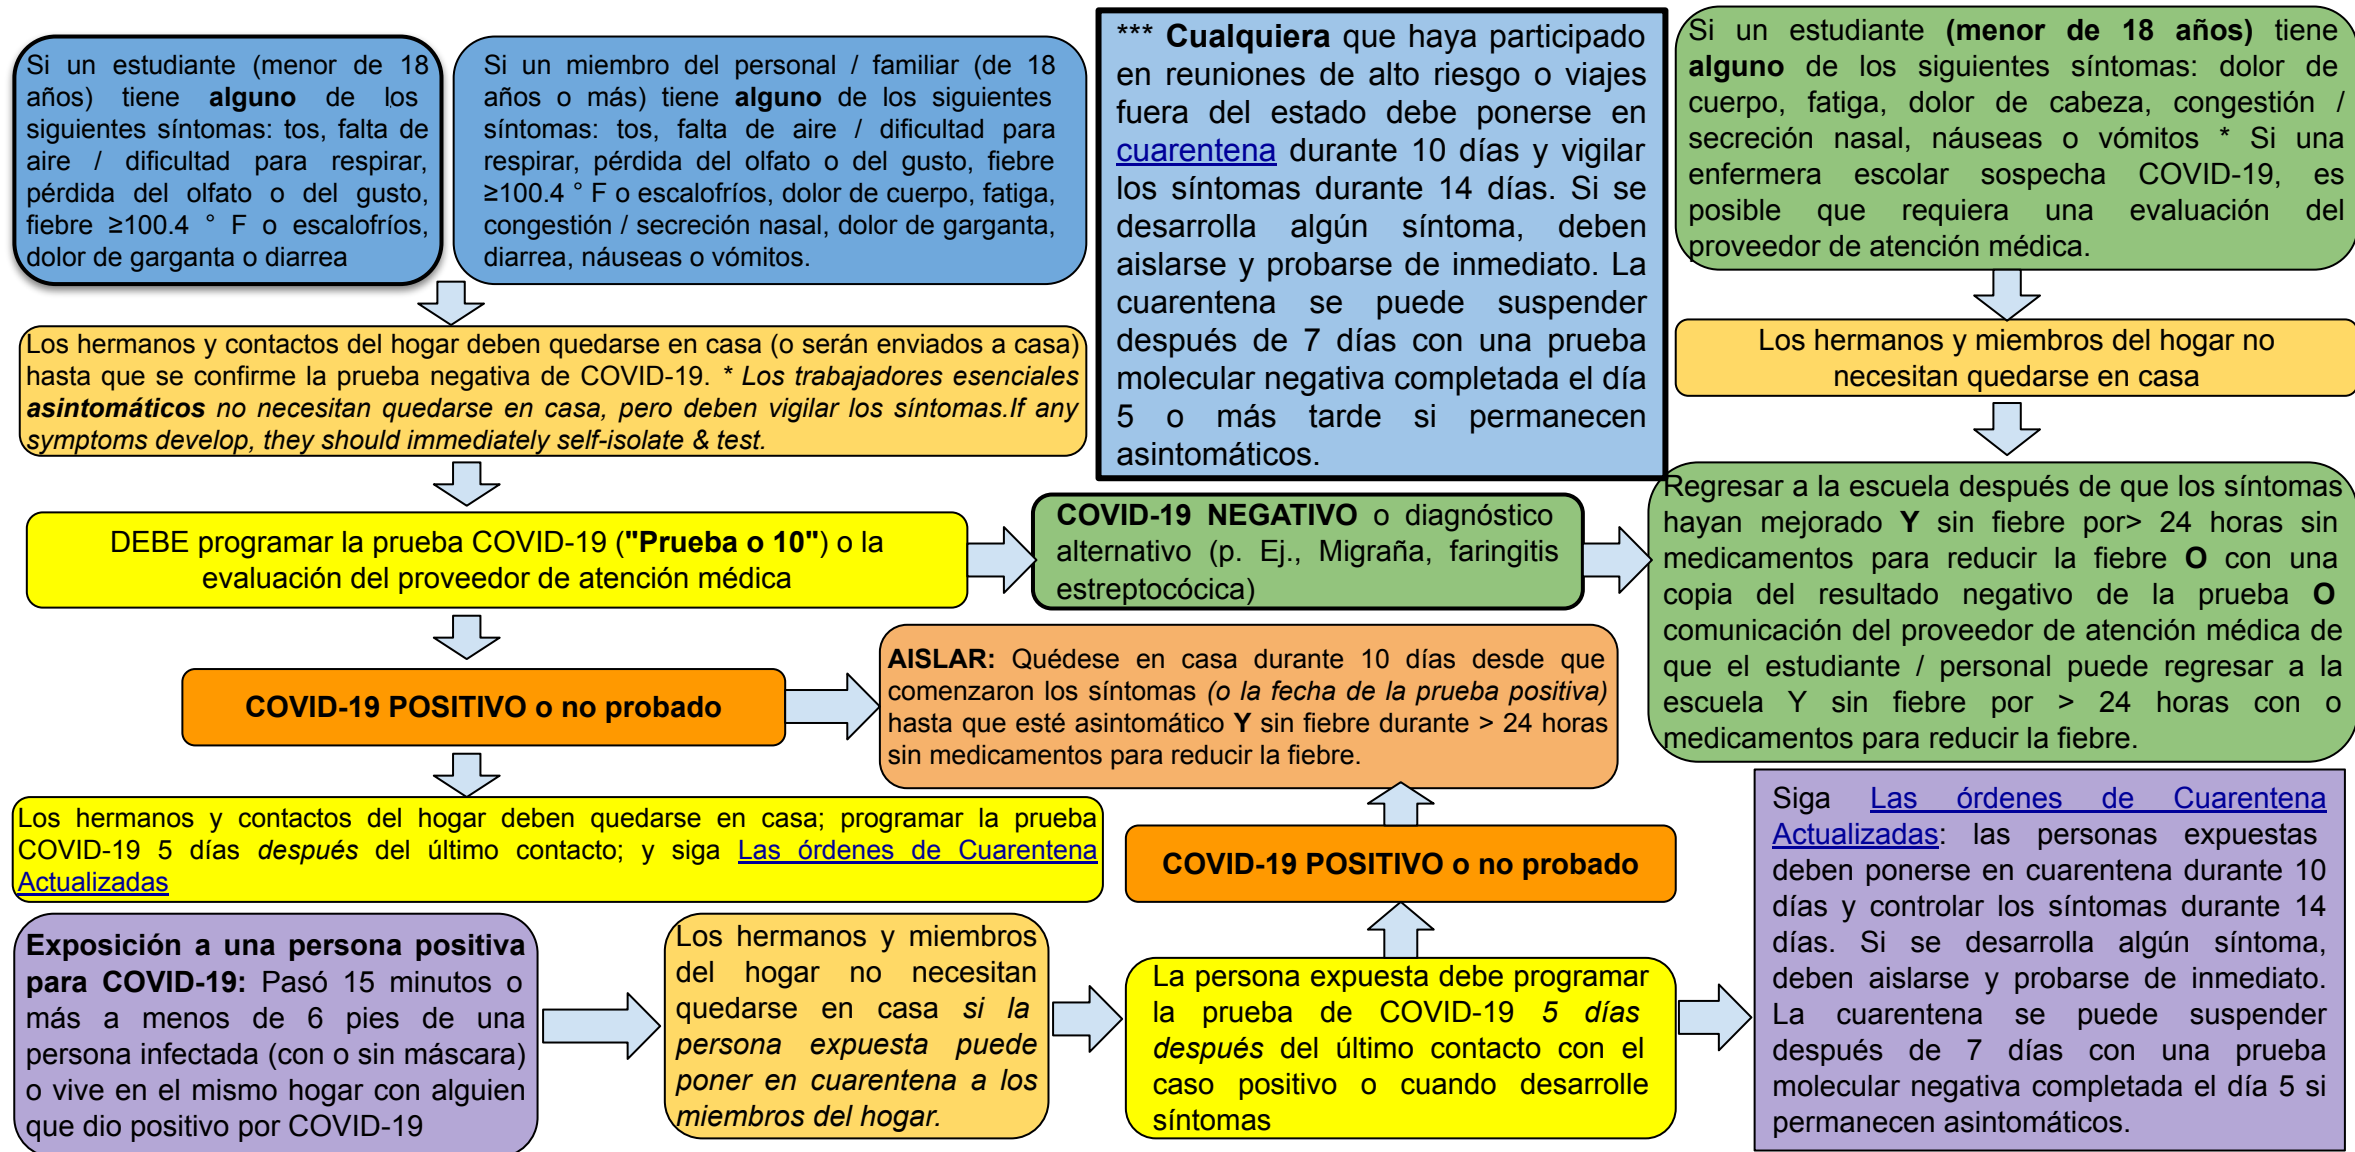 Si un estudiante (menor de 18
años) tiene alguno de los
siguientes síntomas: tos, falta de
aire / dificultad para respirar,
pérdida del olfato o del gusto,
fiebre ≥100.4 ° F o escalofríos,
dolor de garganta o diarrea
Si un miembro del personal / familiar (de 18
años o más) tiene alguno de los siguientes
síntomas: tos, falta de aire / dificultad para
respirar, pérdida del olfato o del gusto, fiebre
≥100.4 ° F o escalofríos, dolor de cuerpo, fatiga,
congestión / secreción nasal, dolor de garganta,
diarrea, náuseas o vómitos.
*** Cualquiera que haya participado
en reuniones de alto riesgo o viajes
fuera del estado debe ponerse en
cuarentena durante 10 días y vigilar
los síntomas durante 14 días. Si se
desarrolla algún síntoma, deben
aislarse y probarse de inmediato. La
cuarentena se puede suspender
después de 7 días con una prueba
molecular negativa completada el día
5 o más tarde si permanecen
asintomáticos.
Si un estudiante (menor de 18 años) tiene
alguno de los siguientes síntomas: dolor de
cuerpo, fatiga, dolor de cabeza, congestión /
secreción nasal, náuseas o vómitos * Si una
enfermera escolar sospecha COVID-19, es
posible que requiera una evaluación del
proveedor de atención médica.
Los hermanos y contactos del hogar deben quedarse en casa (o serán enviados a casa)
hasta que se confirme la prueba negativa de COVID-19. * Los trabajadores esenciales
asintomáticos no necesitan quedarse en casa, pero deben vigilar los síntomas.If any
symptoms develop, they should immediately self-isolate & test.
Los hermanos y miembros del hogar no
necesitan quedarse en casa
DEBE programar la prueba COVID-19 ("Prueba o 10") o la
evaluación del proveedor de atención médica
COVID-19 NEGATIVO o diagnóstico
alternativo (p. Ej., Migraña, faringitis
estreptocócica)
Regresar a la escuela después de que los síntomas
hayan mejorado Y sin fiebre por> 24 horas sin
medicamentos para reducir la fiebre O con una
copia del resultado negativo de la prueba O
comunicación del proveedor de atención médica de
que el estudiante / personal puede regresar a la
escuela Y sin fiebre por > 24 horas con o
medicamentos para reducir la fiebre.
COVID-19 POSITIVO o no probado
AISLAR: Quédese en casa durante 10 días desde que
comenzaron los síntomas (o la fecha de la prueba positiva)
hasta que esté asintomático Y sin fiebre durante > 24 horas
sin medicamentos para reducir la fiebre.
Los hermanos y contactos del hogar deben quedarse en casa; programar la prueba
COVID-19 5 días después del último contacto; y siga Las órdenes de Cuarentena
Actualizadas
COVID-19 POSITIVO o no probado
Exposición a una persona positiva
para COVID-19: Pasó 15 minutos o
más a menos de 6 pies de una
persona infectada (con o sin máscara)
o vive en el mismo hogar con alguien
que dio positivo por COVID-19
Los hermanos y miembros
del hogar no necesitan
quedarse en casa si la
persona expuesta puede
poner en cuarentena a los
miembros del hogar.
La persona expuesta debe programar
la prueba de COVID-19 5 días
después del último contacto con el
caso positivo o cuando desarrolle
síntomas
Siga Las órdenes de Cuarentena
Actualizadas: las personas expuestas
deben ponerse en cuarentena durante 10
días y controlar los síntomas durante 14
días. Si se desarrolla algún síntoma,
deben aislarse y probarse de inmediato.
La cuarentena se puede suspender
después de 7 días con una prueba
molecular negativa completada el día 5 si
permanecen asintomáticos.